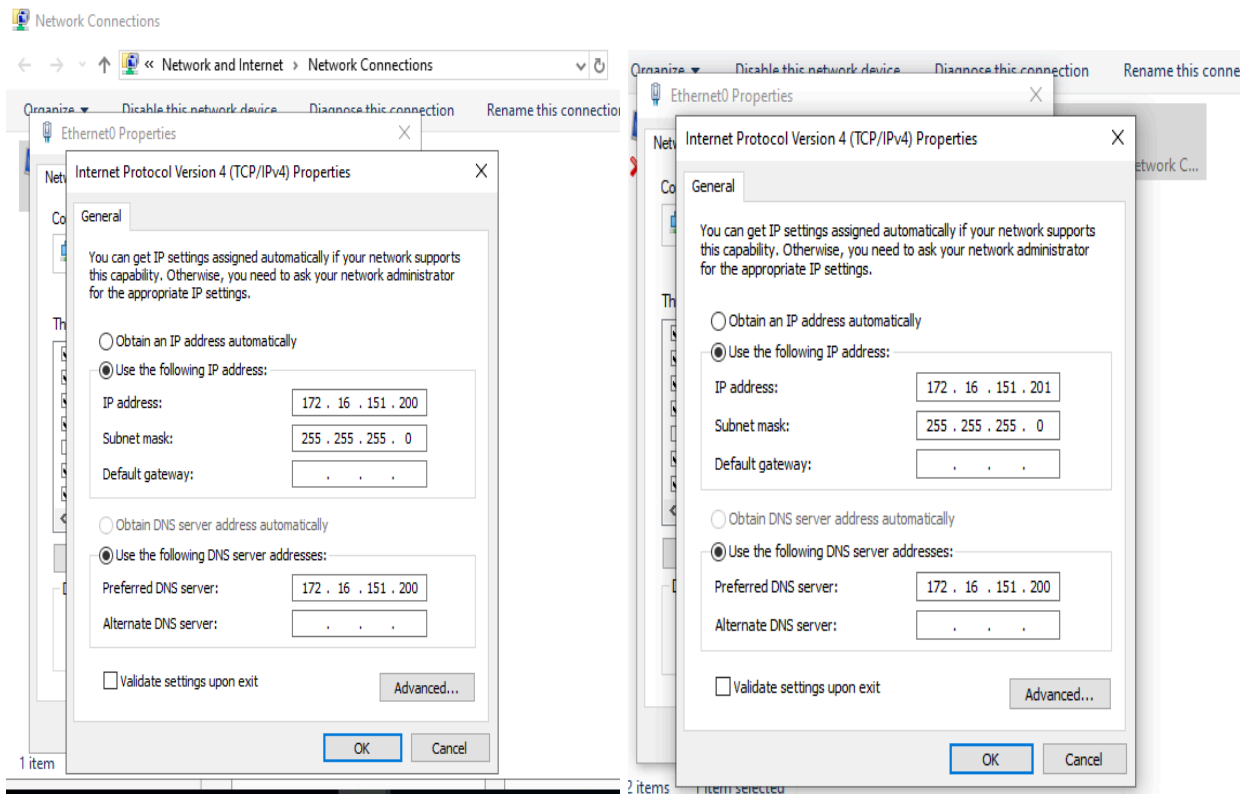 Network Connections
« Network and Internet › Network Connections
Organize ▾ Disable this network device Diagnose this connection Rename this connection
Ethernet0 Properties
Internet Protocol Version 4 (TCP/IPv4) Properties
General
You can get IP settings assigned automatically if your network supports
this capability. Otherwise, you need to ask your network administrator
for the appropriate IP settings.
Obtain an IP address automatically
Use the following IP address:
IP address: 172 . 16 . 151 . 200
Subnet mask: 255 . 255 . 255 . 0
Default gateway: . . .
Obtain DNS server address automatically
Use the following DNS server addresses:
Preferred DNS server: 172 . 16 . 151 . 200
Alternate DNS server: . . .
Validate settings upon exit
Advanced...
OK Cancel
1 item
Organize ▾ Disable this network device Diagnose this connection Rename this conne
Ethernet0 Properties
Internet Protocol Version 4 (TCP/IPv4) Properties
etwork C...
General
You can get IP settings assigned automatically if your network supports
this capability. Otherwise, you need to ask your network administrator
for the appropriate IP settings.
Obtain an IP address automatically
Use the following IP address:
IP address: 172 . 16 . 151 . 201
Subnet mask: 255 . 255 . 255 . 0
Default gateway: . . .
Obtain DNS server address automatically
Use the following DNS server addresses:
Preferred DNS server: 172 . 16 . 151 . 200
Alternate DNS server: . . .
Validate settings upon exit
Advanced...
OK Cancel
2 items 1 item selected